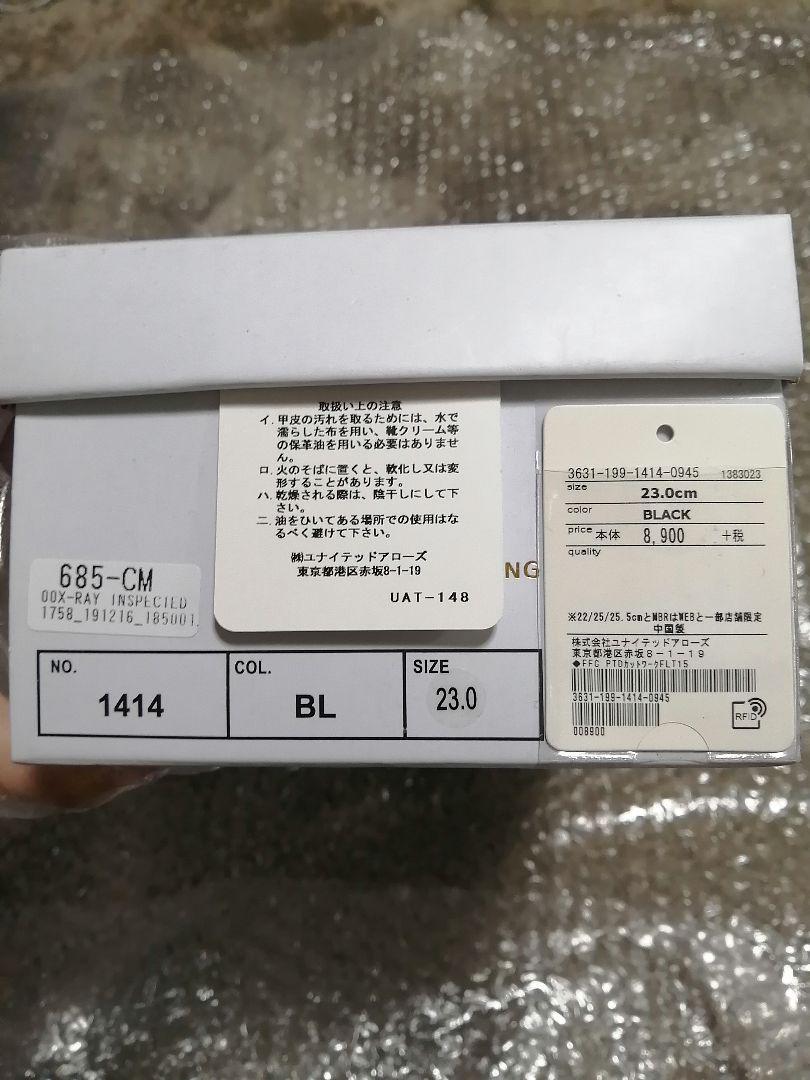 取扱い上の注意
イ. 甲皮の汚れを取るためには、水で
濡らした布を用い、靴クリーム等
の保革油を用いる必要はありませ
ん。
ロ. 火のそばに置くと、軟化し又は変
形することがあります。
ハ. 乾燥される際は、陰干しにして下
さい。
ニ. 油をひいてある場所での使用はな
るべく避けて下さい。
㈱ユナイテッドアローズ
東京都港区赤坂8-1-19
UAT-148
NG
685-CM
00X-RAY INSPECTED
1758_191216_185001
NO.
1414
COL.
BL
SIZE
23.0
3631-199-1414-0945 1383023
size
23.0cm
color
BLACK
price 本体 8,900 +税
quality
※22/25/25.5cmとMBRはWEBと一部店舗限定
中国製
株式会社ユナイテッドアローズ
東京都港区赤坂8-1-19
◆FFC PTDカットワークFLT15
3631-199-1414-0945
008900
RFID